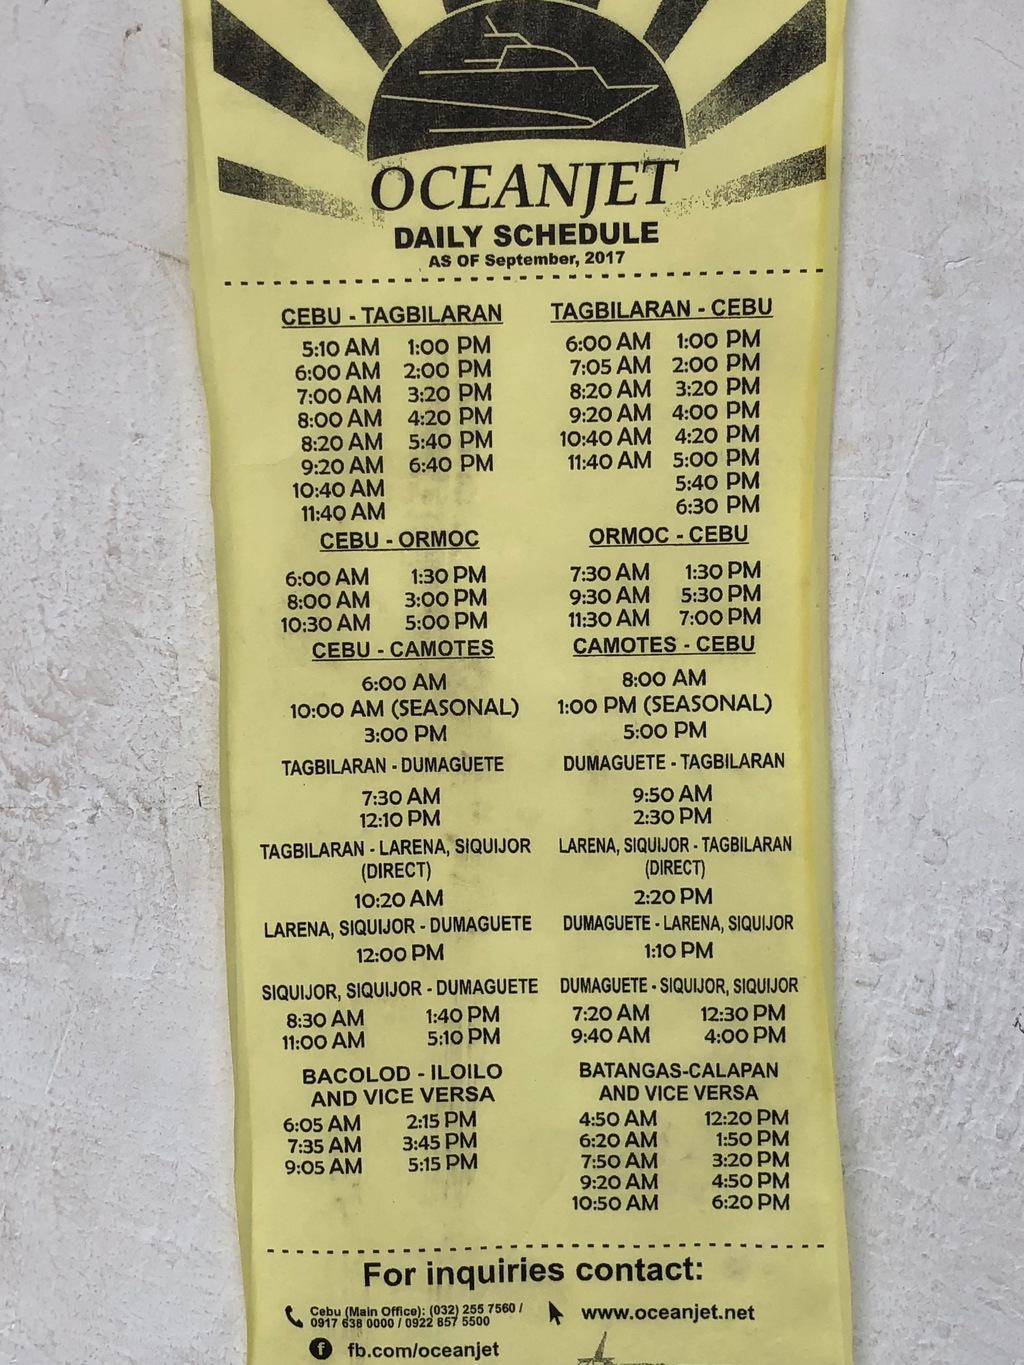 OCEANJET
DAILY SCHEDULE
AS OF September, 2017
CEBU - TAGBILARAN
5:10 AM 1:00 PM
6:00 AM 2:00 PM
7:00 AM 3:20 PM
8:00 AM 4:20 PM
8:20 AM 5:40 PM
9:20 AM 6:40 PM
10:40 AM
11:40 AM
TAGBILARAN - CEBU
6:00 AM 1:00 PM
7:05 AM 2:00 PM
8:20 AM 3:20 PM
9:20 AM 4:00 PM
10:40 AM 4:20 PM
11:40 AM 5:00 PM
5:40 PM
6:30 PM
CEBU - ORMOC
6:00 AM 1:30 PM
8:00 AM 3:00 PM
10:30 AM 5:00 PM
ORMOC - CEBU
7:30 AM 1:30 PM
9:30 AM 5:30 PM
11:30 AM 7:00 PM
CEBU - CAMOTES
6:00 AM
10:00 AM (SEASONAL)
3:00 PM
CAMOTES - CEBU
8:00 AM
1:00 PM (SEASONAL)
5:00 PM
TAGBILARAN - DUMAGUETE
7:30 AM
12:10 PM
DUMAGUETE - TAGBILARAN
9:50 AM
2:30 PM
TAGBILARAN - LARENA, SIQUIJOR
(DIRECT)
10:20 AM
LARENA, SIQUIJOR - TAGBILARAN
(DIRECT)
2:20 PM
LARENA, SIQUIJOR - DUMAGUETE
12:00 PM
DUMAGUETE - LARENA, SIQUIJOR
1:10 PM
SIQUIJOR, SIQUIJOR - DUMAGUETE
8:30 AM 1:40 PM
11:00 AM 5:10 PM
DUMAGUETE - SIQUIJOR, SIQUIJOR
7:20 AM 12:30 PM
9:40 AM 4:00 PM
BACOLOD - ILOILO
AND VICE VERSA
6:05 AM 2:15 PM
7:35 AM 3:45 PM
9:05 AM 5:15 PM
BATANGAS-CALAPAN
AND VICE VERSA
4:50 AM 12:20 PM
6:20 AM 1:50 PM
7:50 AM 3:20 PM
9:20 AM 4:50 PM
10:50 AM 6:20 PM
For inquiries contact:
Cebu (Main Office): (032) 255 7560 /
0917 638 0000 / 0922 857 5500
www.oceanjet.net
fb.com/oceanjet